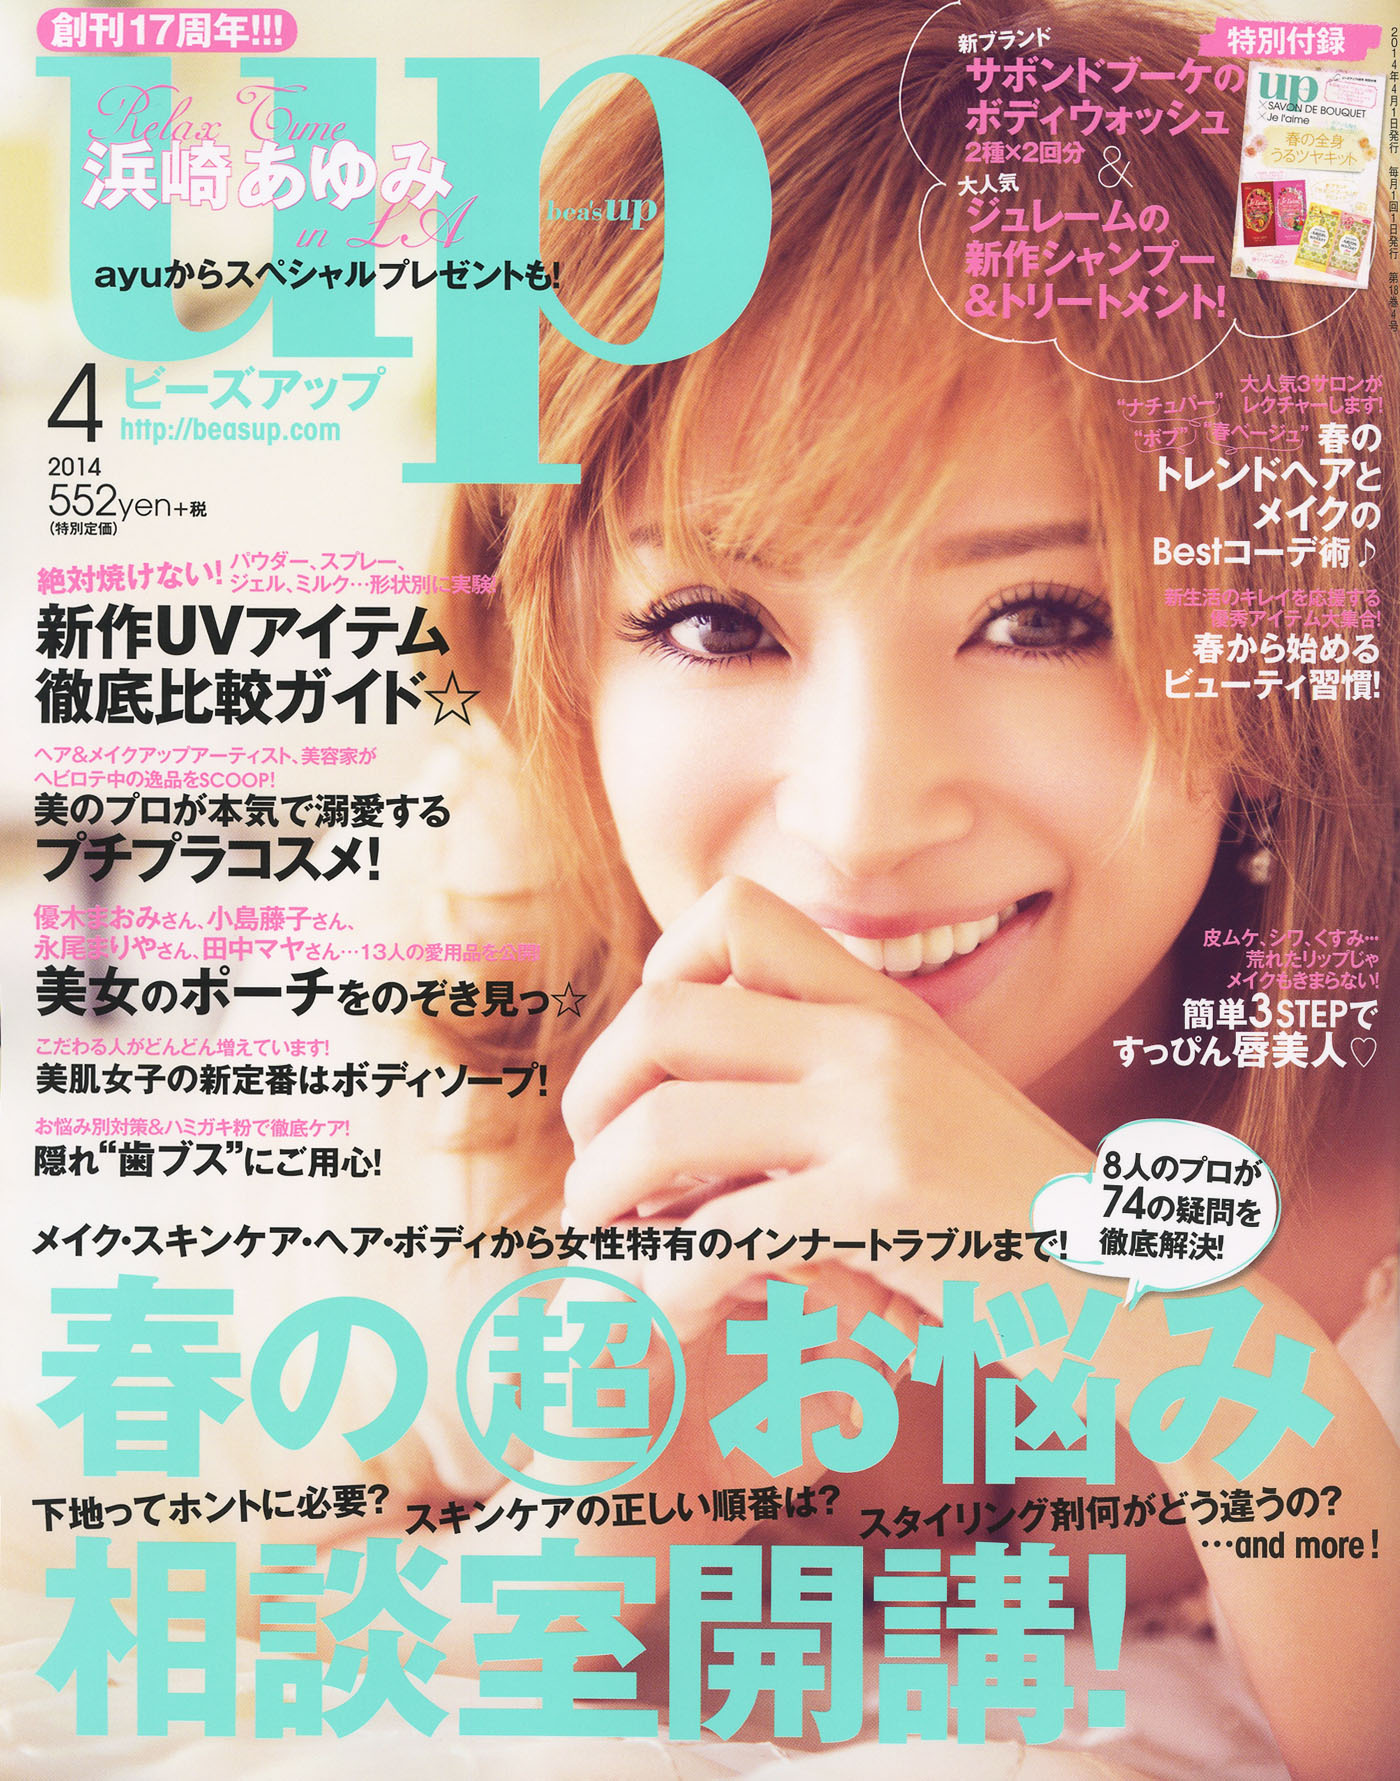 創刊17周年!!!
up
Relax Time
浜崎あゆみ
in LA
bea's up
ayuからスペシャルプレゼントも!
4
ビーズアップ
http://beasup.com
2014
552yen+税
(特別定価)
新ブランド
サボンドブーケの
ボディウォッシュ
2種×2回分
&
大人気
ジュレームの
新作シャンプー
&トリートメント!
特別付録
up
×SAVON DE BOUQUET
×Je l'aime
春の全身
うるツヤキット
2014年4月1日発行 毎月1回1日発行 第18巻4号
大人気3サロンが
レクチャーします!
“ナチュバー”
“ボブ” “春ベージュ”
春の
トレンドヘアと
メイクの
Bestコーデ術♪
新生活のキレイを応援する
優秀アイテム大集合!
春から始める
ビューティ習慣!
絶対焼けない!
パウダー、スプレー、
ジェル、ミルク…形状別に実験!
新作UVアイテム
徹底比較ガイド☆
ヘア&メイクアップアーティスト、美容家が
ヘビロテ中の逸品をSCOOP!
美のプロが本気で溺愛する
プチプラコスメ!
優木まおみさん、小島藤子さん、
永尾まりやさん、田中マヤさん…13人の愛用品を公開!
美女のポーチをのぞき見っ☆
こだわる人がどんどん増えています!
美肌女子の新定番はボディソープ!
お悩み別対策&ハミガキ粉で徹底ケア!
隠れ“歯ブス”にご用心!
皮ムケ、シワ、くすみ…
荒れたリップじゃ
メイクもきまらない!
簡単3STEPで
すっぴん唇美人♡
8人のプロが
74の疑問を
徹底解決!
メイク・スキンケア・ヘア・ボディから女性特有のインナートラブルまで!
春の超お悩み
下地ってホントに必要? スキンケアの正しい順番は? スタイリング剤何がどう違うの?
…and more!
相談室開講!